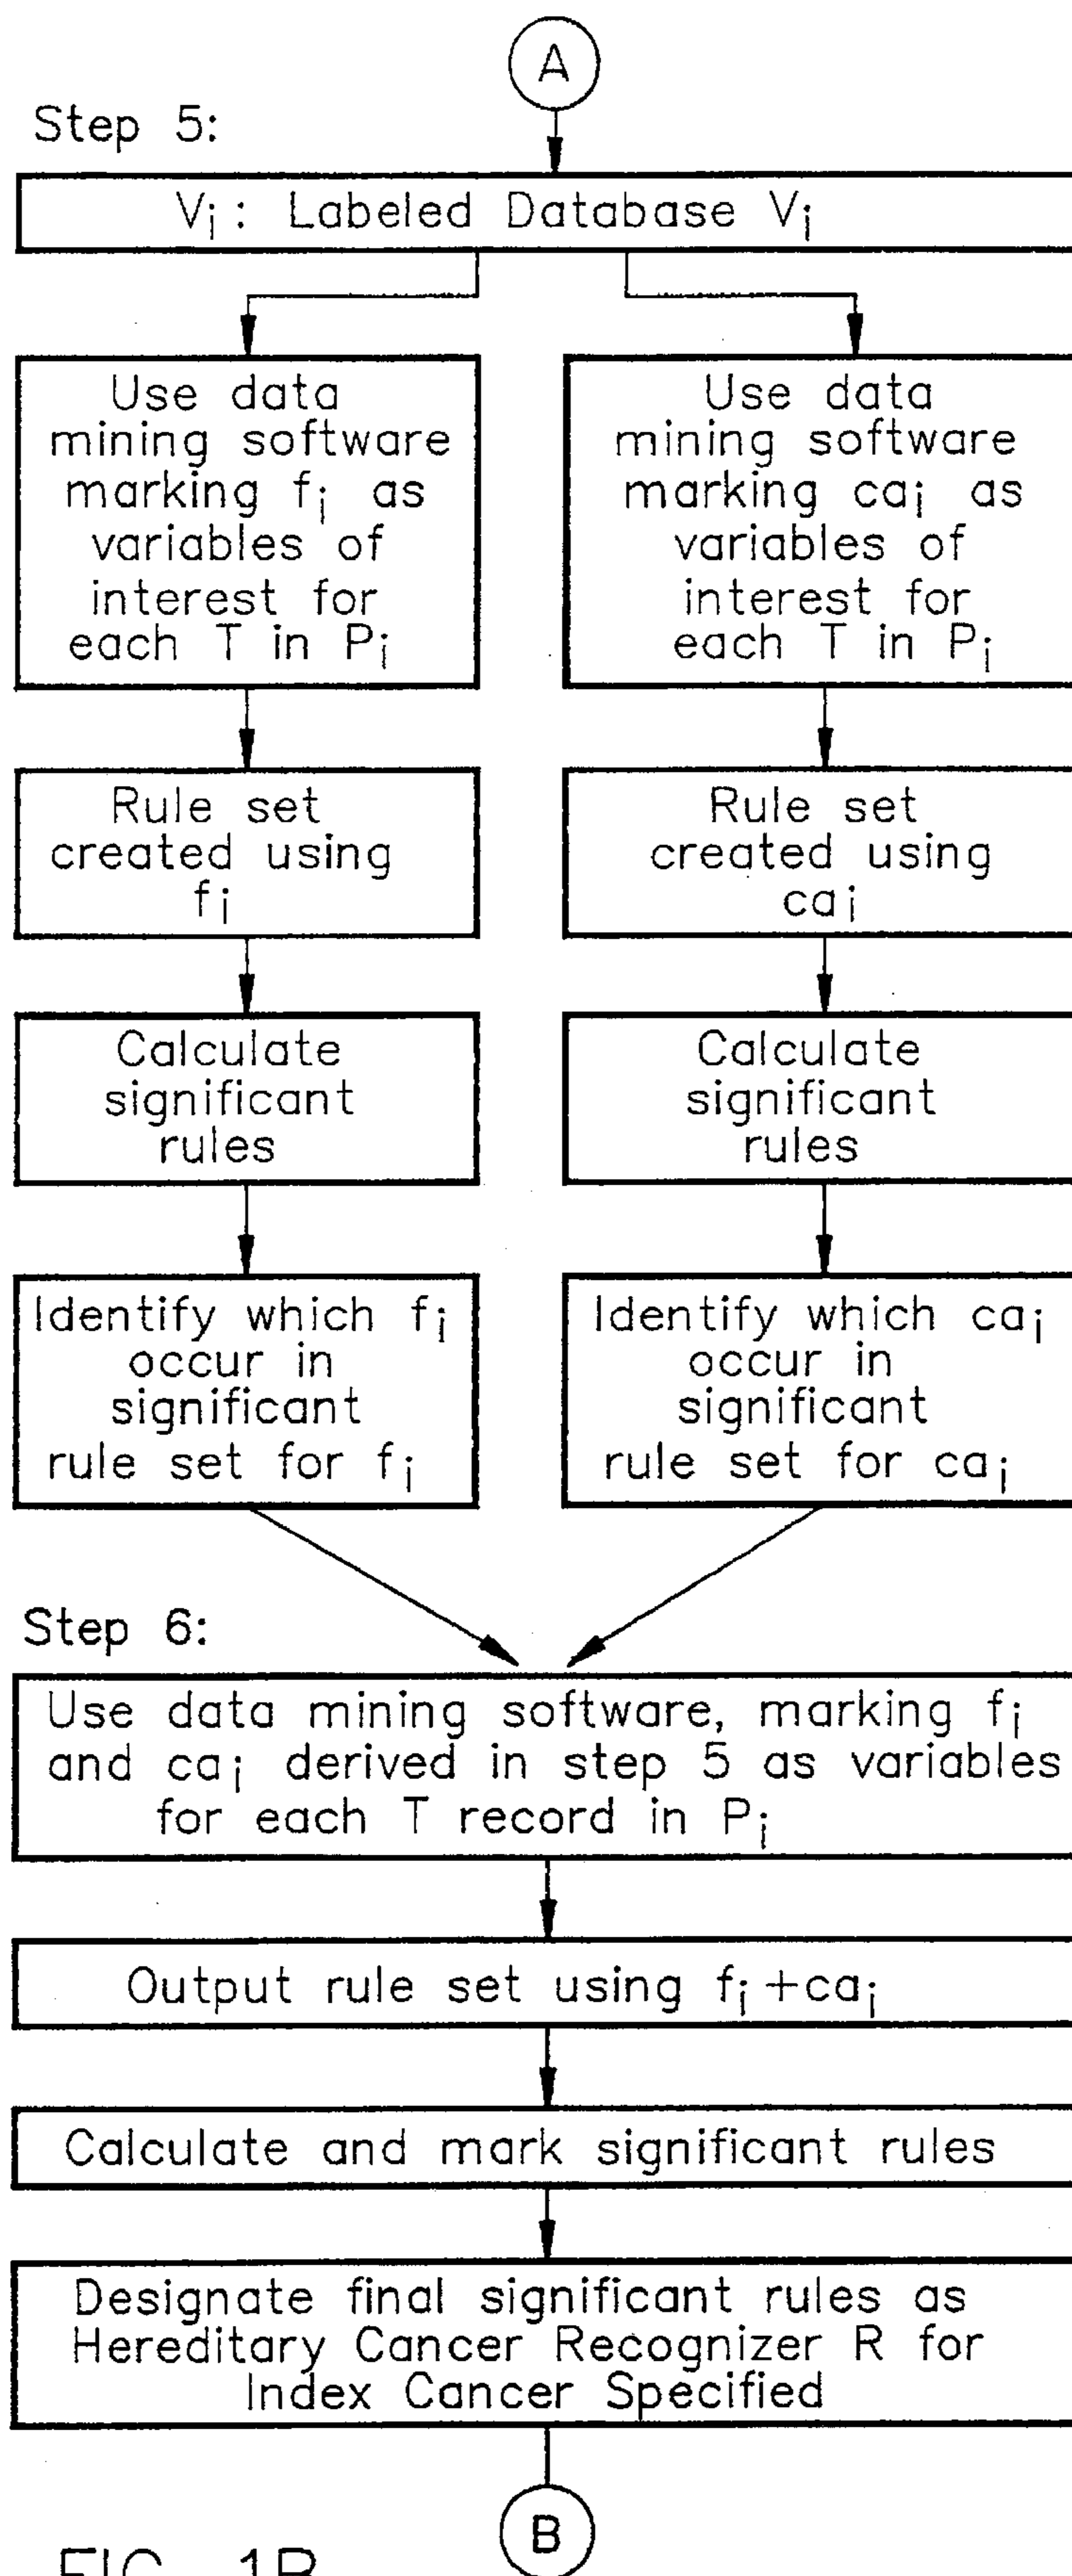 A
Step 5:
Vi: Labeled Database Vi
Use data
mining software
marking fi as
variables of
interest for
each T in Pi
Use data
mining software
marking cai as
variables of
interest for
each T in Pi
Rule set
created using
fi
Rule set
created using
cai
Calculate
significant
rules
Calculate
significant
rules
Identify which fi
occur in
significant
rule set for fi
Identify which cai
occur in
significant
rule set for cai
Step 6:
Use data mining software, marking fi
and cai derived in step 5 as variables
for each T record in Pi
Output rule set using fi+cai
Calculate and mark significant rules
Designate final significant rules as
Hereditary Cancer Recognizer R for
Index Cancer Specified
B
FIG. 1B